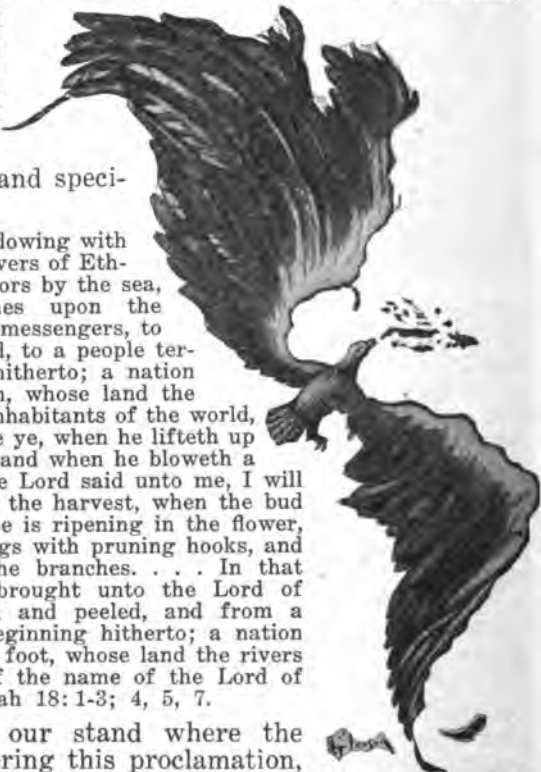 and speci-
lowing with
vers of Eth-
ors by the sea,
es upon the
messengers, to
d, to a people ter-
hitherto; a nation
n, whose land the
nhabitants of the world,
e ye, when he lifteth up
and when he bloweth a
e Lord said unto me, I will
the harvest, when the bud
e is ripening in the flower,
gs with pruning hooks, and
he branches. . . . In that
brought unto the Lord of
and peeled, and from a
eginning hitherto; a nation
foot, whose land the rivers
f the name of the Lord of
ah 18:1-3; 4, 5, 7.
our stand where the
ering this proclamation,